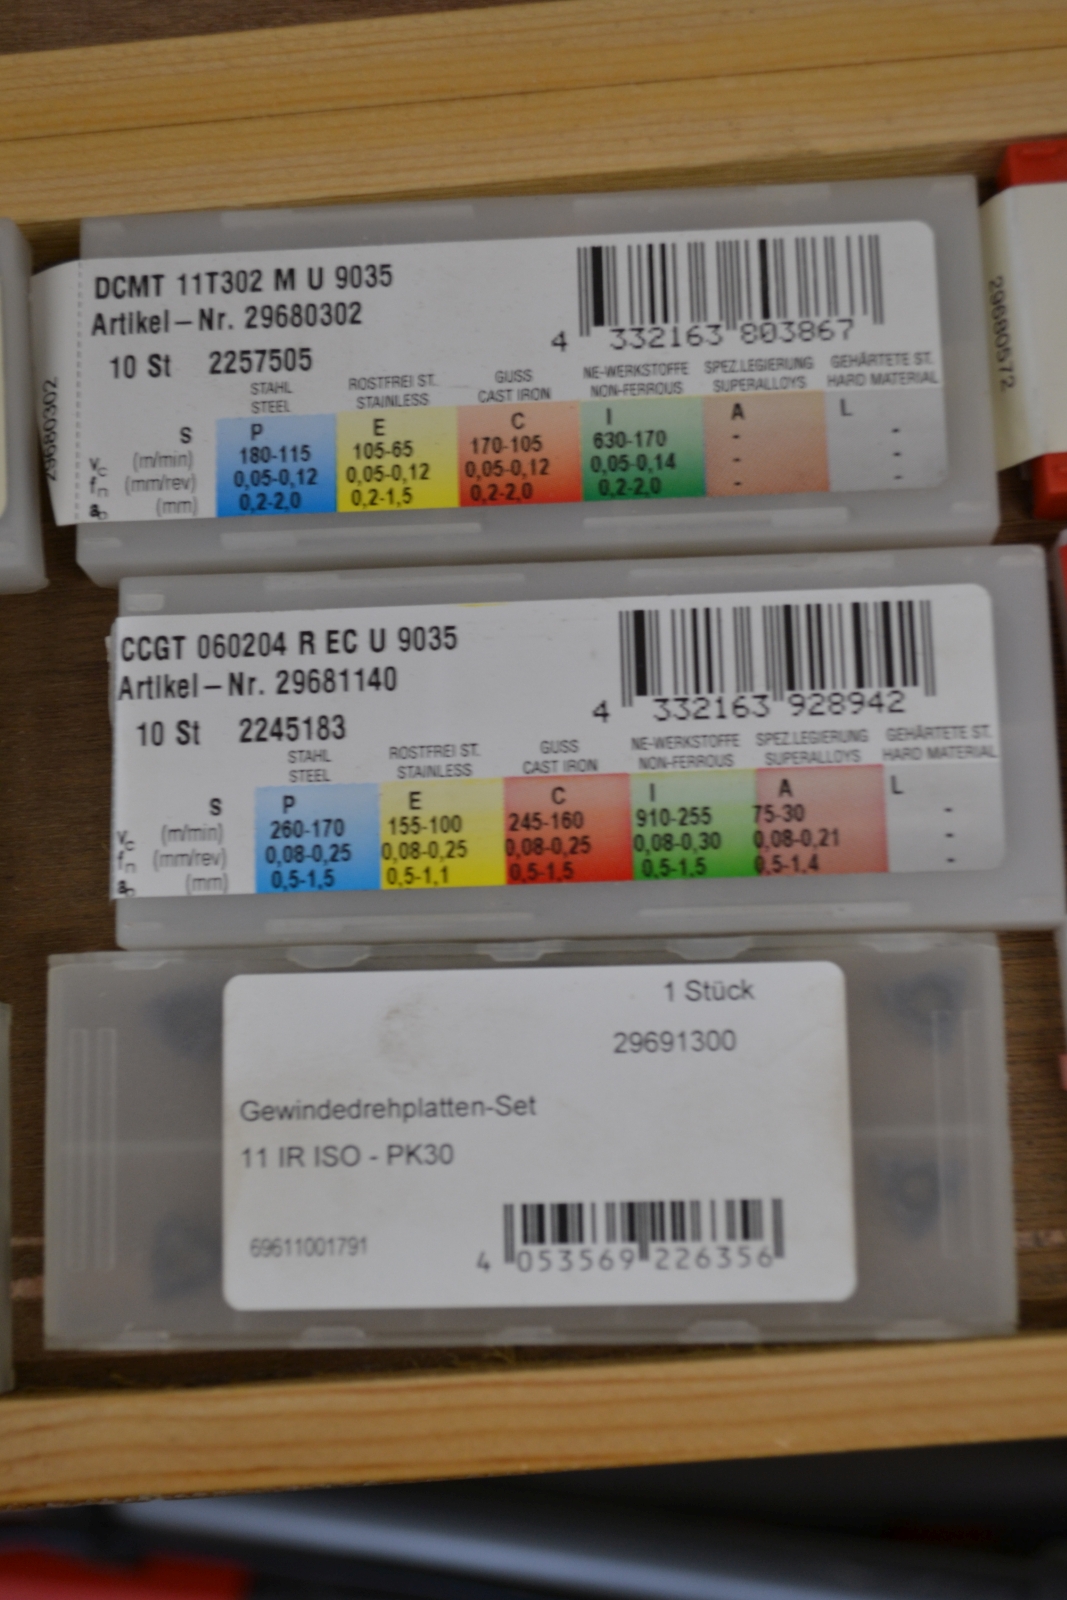 DCMT 11T302 M U 9035
Artikel-Nr. 29680302
10 St 2257505
4 332163 803867
29680302
29680572
STAHL ROSTFREI ST. GUSS NE-WERKSTOFFE SPEZ.LEGIERUNG GEHÄRTETE ST.
STEEL STAINLESS CAST IRON NON-FERROUS SUPERALLOYS HARD MATERIAL
S P E C I A L
vc (m/min) 180-115 105-65 170-105 630-170 - -
fn (mm/rev) 0,05-0,12 0,05-0,12 0,05-0,12 0,05-0,14 - -
ap (mm) 0,2-2,0 0,2-1,5 0,2-2,0 0,2-2,0 - -
CCGT 060204 R EC U 9035
Artikel-Nr. 29681140
10 St 2245183
4 332163 928942
STAHL ROSTFREI ST. GUSS NE-WERKSTOFFE SPEZ.LEGIERUNG GEHÄRTETE ST.
STEEL STAINLESS CAST IRON NON-FERROUS SUPERALLOYS HARD MATERIAL
S P E C I A L
vc (m/min) 260-170 155-100 245-160 910-255 75-30 -
fn (mm/rev) 0,08-0,25 0,08-0,25 0,08-0,25 0,08-0,30 0,08-0,21 -
ap (mm) 0,5-1,5 0,5-1,1 0,5-1,5 0,5-1,5 0,5-1,4 -
1 Stück
29691300
Gewindedrehplatten-Set
11 IR ISO - PK30
69611001791
4 053569 226356